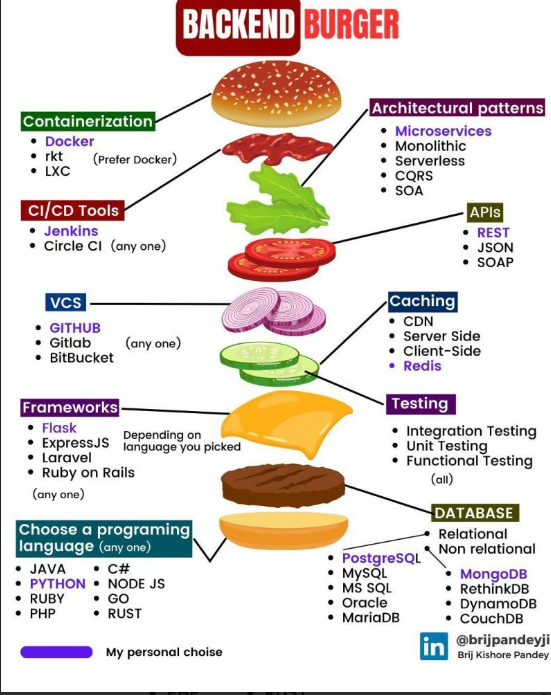 BACKEND BURGER
Containerization
Docker
rkt (Prefer Docker)
LXC
CI/CD Tools
Jenkins
Circle CI (any one)
VCS
GITHUB
Gitlab (any one)
BitBucket
Frameworks
Flask
ExpressJS
Laravel
Ruby on Rails
Depending on
language you picked
(any one)
Choose a programing
language (any one)
JAVA
PYTHON
RUBY
PHP
C#
NODE JS
GO
RUST
My personal choise
Architectural patterns
Microservices
Monolithic
Serverless
CQRS
SOA
APIs
REST
JSON
SOAP
Caching
CDN
Server Side
Client-Side
Redis
Testing
Integration Testing
Unit Testing
Functional Testing
(all)
DATABASE
Relational
Non relational
PostgreSQL
MySQL
MS SQL
Oracle
MariaDB
MongoDB
RethinkDB
DynamoDB
CouchDB
in
@brijpandeyji
Brij Kishore Pandey